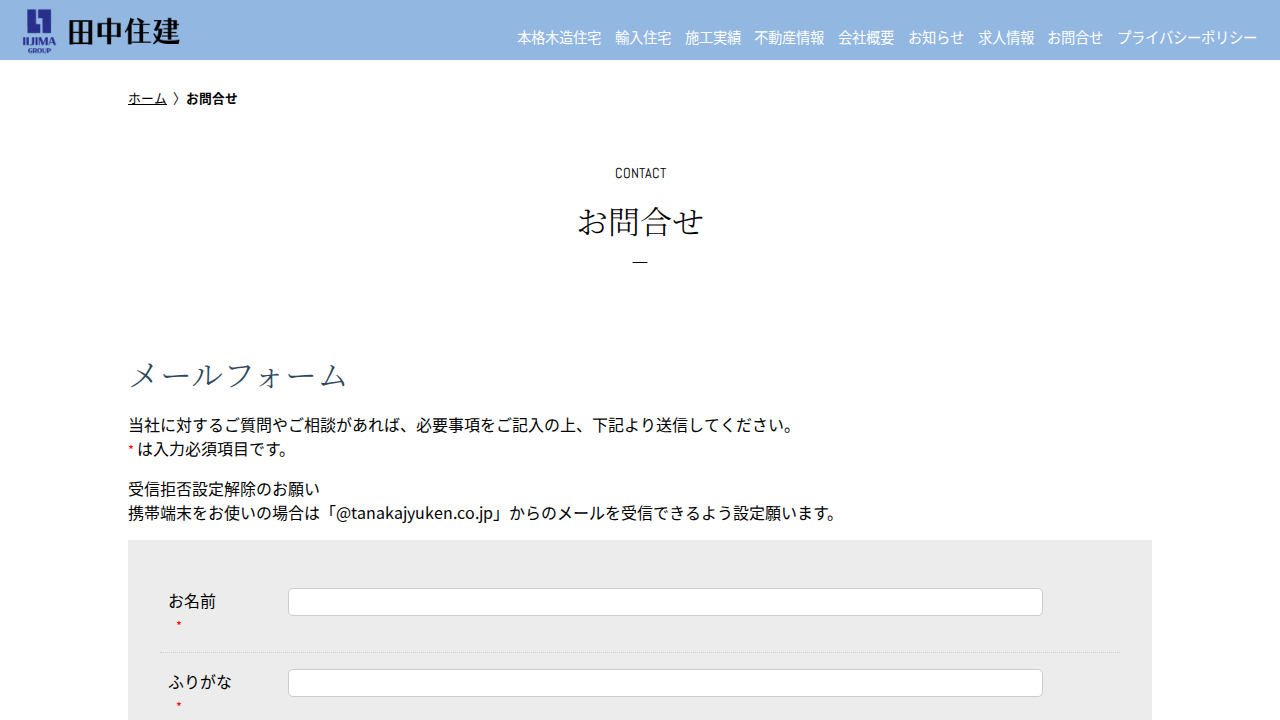 IIJIMA
GROUP
田中住建
本格木造住宅 輸入住宅 施工実績 不動産情報 会社概要 お知らせ 求人情報 お問合せ プライバシーポリシー
ホーム 〉お問合せ
CONTACT
お問合せ
メールフォーム
当社に対するご質問やご相談があれば、必要事項をご記入の上、下記より送信してください。
* は入力必須項目です。
受信拒否設定解除のお願い
携帯端末をお使いの場合は「@tanakajyuken.co.jp」からのメールを受信できるよう設定願います。
お名前
*
ふりがな
*